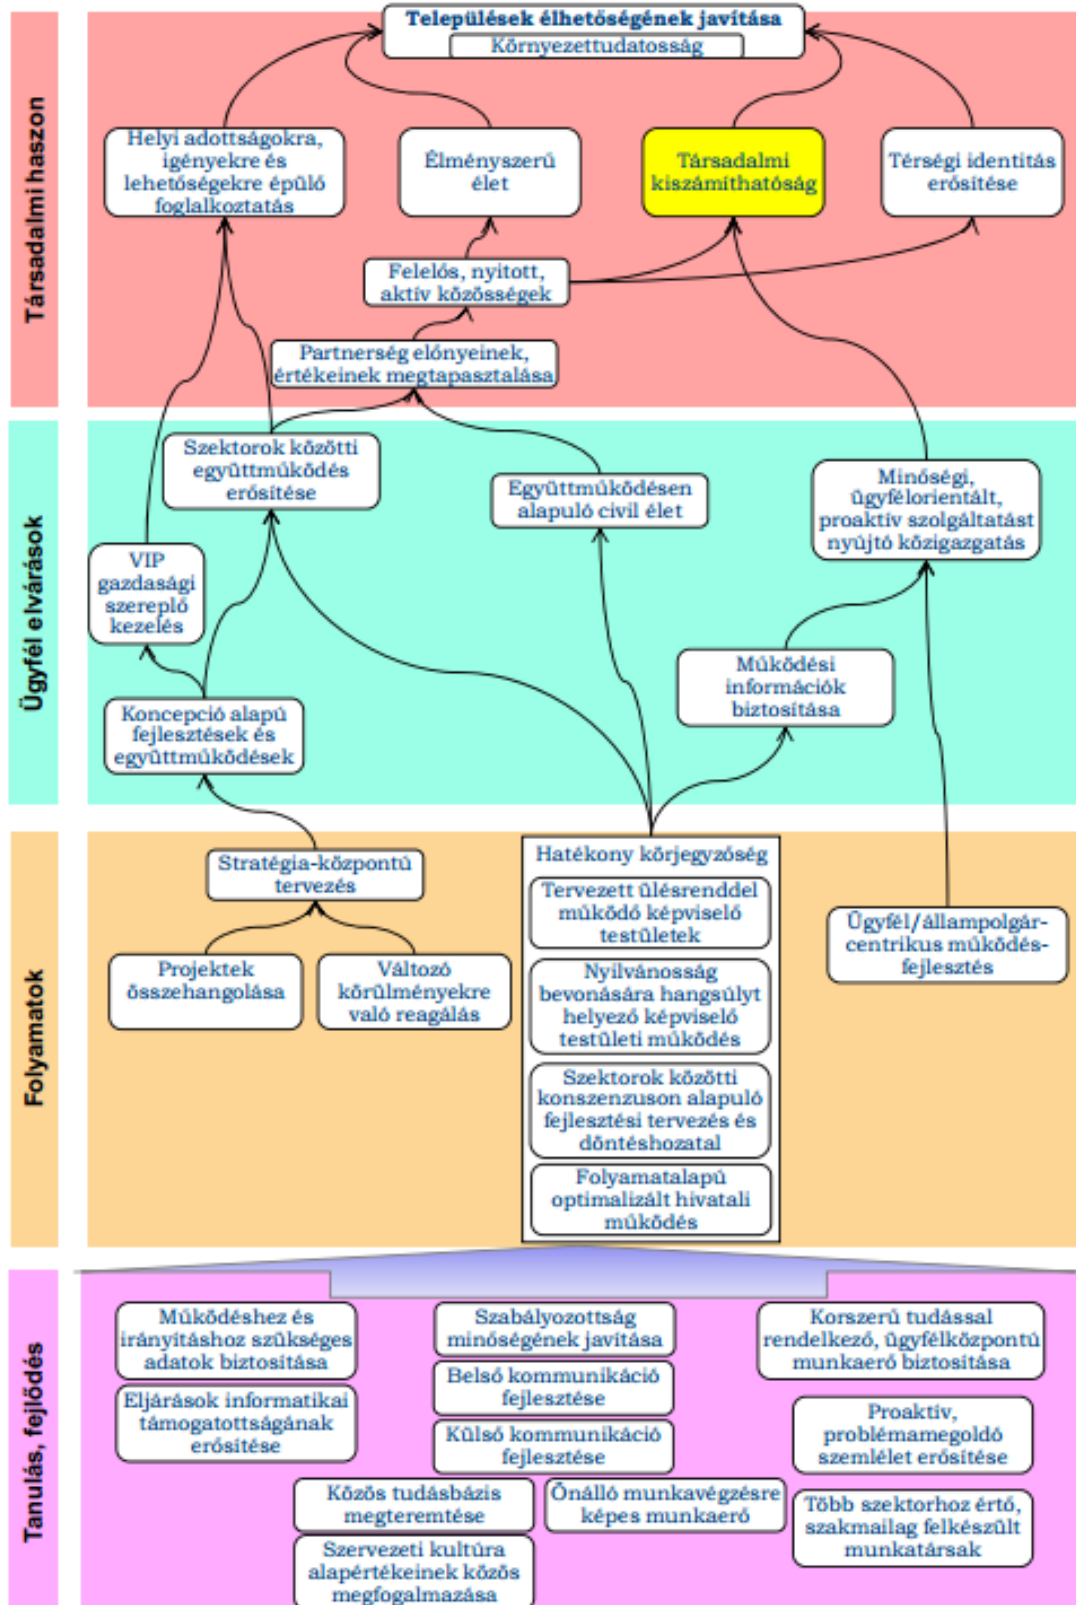 Települések élhetőségének javítása
Környezettudatosság
Társadalmi haszon
Helyi adottságokra,
igényekre és
lehetőségekre épülő
foglalkoztatás
Élményszerű
élet
Társadalmi
kiszámíthatóság
Térségi identitás
erősítése
Felelős, nyitott,
aktív közösségek
Partnerség előnyeinek,
értékeinek megtapasztalása
Ügyfél elvárások
Szektorok közötti
együttműködés
erősítése
Együttműködésen
alapuló civil élet
Minőségi,
ügyfélorientált,
proaktív szolgáltatást
nyújtó közigazgatás
VIP
gazdasági
szereplő
kezelés
Működési
információk
biztosítása
Koncepció alapú
fejlesztések és
együttműködések
Folyamatok
Stratégia-központú
tervezés
Projektek
összehangolása
Változó
körülményekre
való reagálás
Hatékony körjegyzőség
Tervezett ülésrenddel
működő képviselő
testületek
Nyilvánosság
bevonására hangsúlyt
helyező képviselő
testületi működés
Szektorok közötti
konszenzuson alapuló
fejlesztési tervezés és
döntéshozatal
Folyamatalapú
optimalizált hivatali
működés
Ügyfél/állampolgár-
centrikus működés-
fejlesztés
Tanulás, fejlődés
Működéshez és
irányításhoz szükséges
adatok biztosítása
Eljárások informatikai
támogatottságának
erősítése
Szabályozottság
minőségének javítása
Belső kommunikáció
fejlesztése
Külső kommunikáció
fejlesztése
Közös tudásbázis
megteremtése
Szervezeti kultúra
alapértékeinek közös
megfogalmazása
Önálló munkavégzésre
képes munkaerő
Korszerű tudással
rendelkező, ügyfélközpontú
munkaerő biztosítása
Proaktív,
problémamegoldó
szemlélet erősítése
Több szektorhoz értő,
szakmailag felkészült
munkatársak